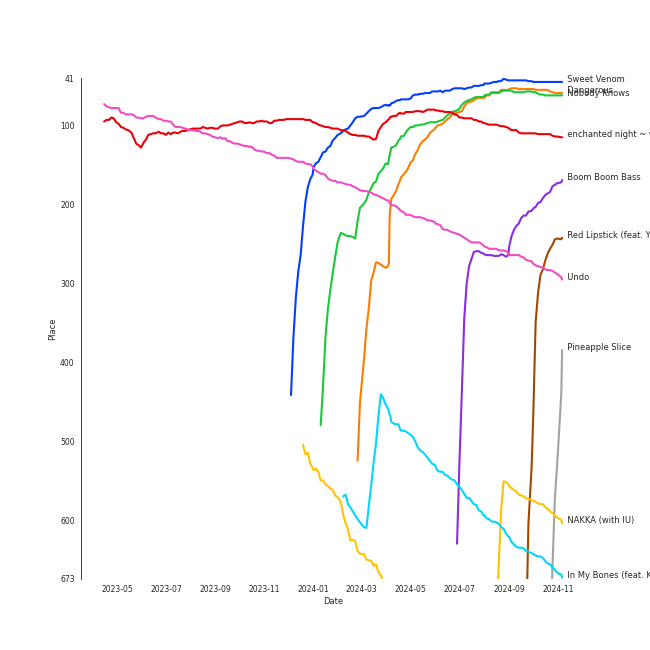 41
100
200
300
400
500
600
673
Place
2023-05 2023-07 2023-09 2023-11 2024-01 2024-03 2024-05 2024-07 2024-09 2024-11
Date
Sweet Venom
Dangerous
Nobody Knows
enchanted night ~
Boom Boom Bass
Red Lipstick (feat. Y
Undo
Pineapple Slice
NAKKA (with IU)
In My Bones (feat. K